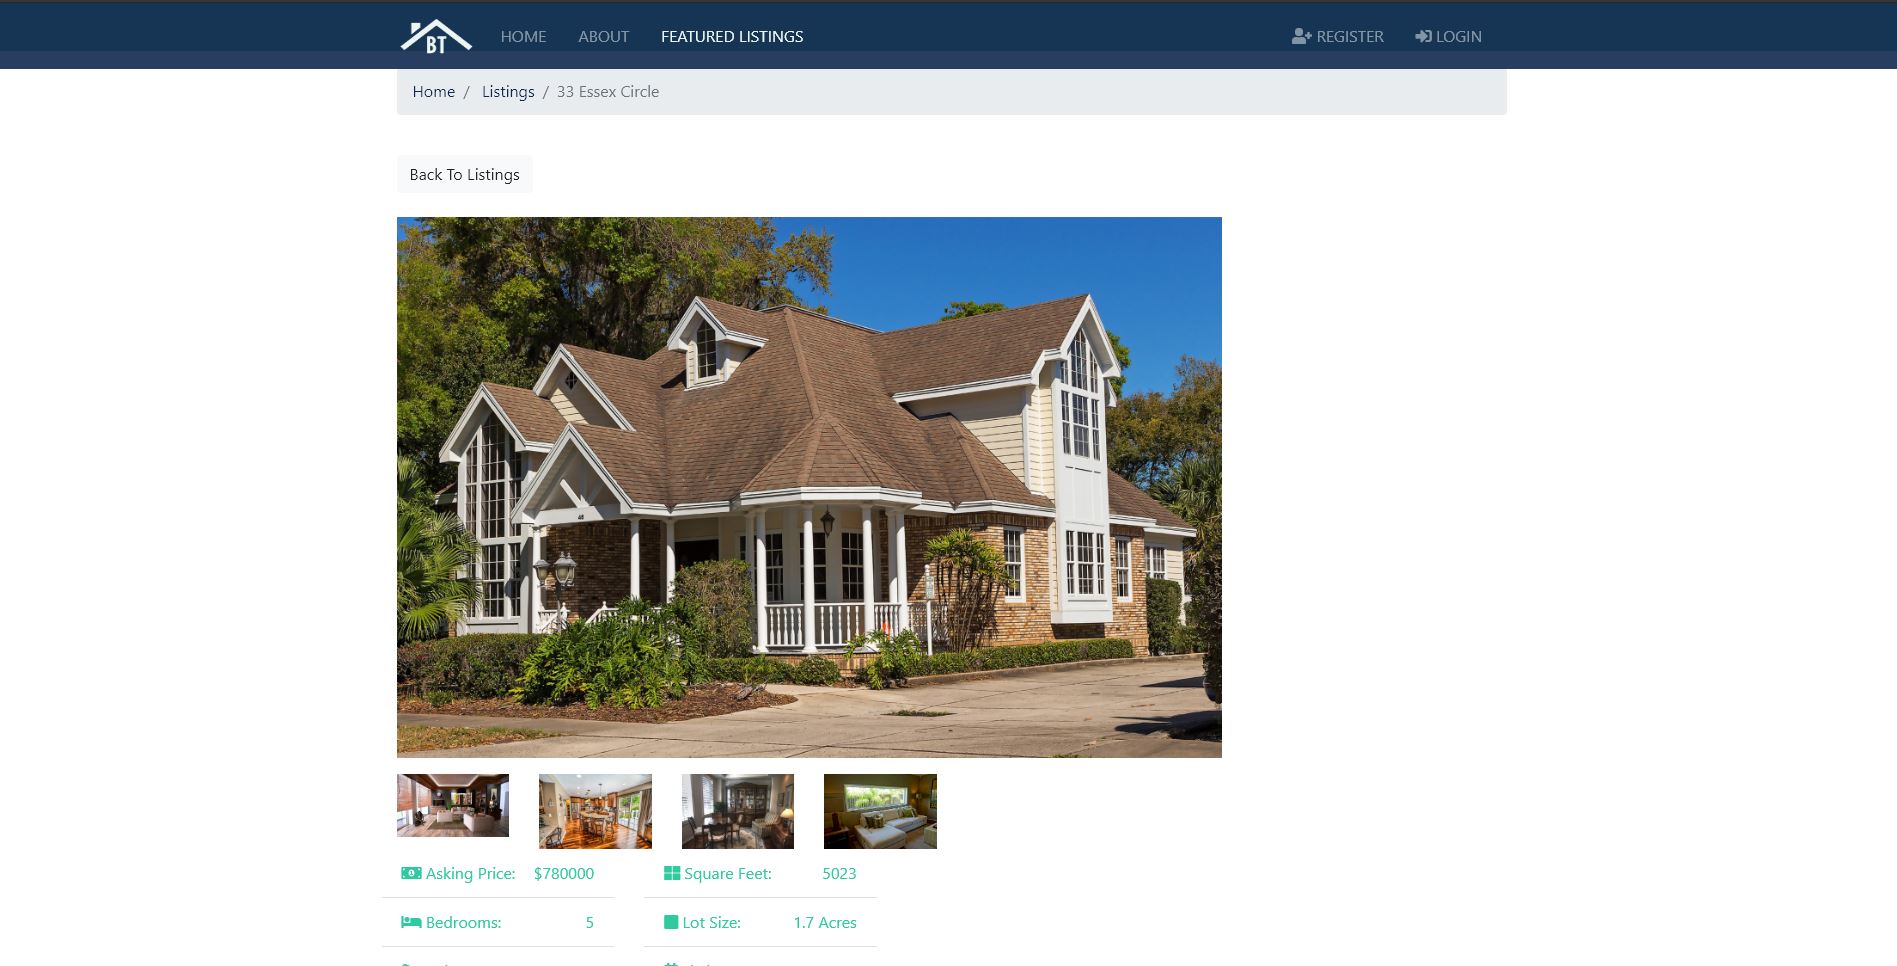 BT HOME ABOUT FEATURED LISTINGS REGISTER LOGIN
Home / Listings / 33 Essex Circle
Back To Listings
Asking Price: $780000 Square Feet: 5023
Bedrooms: 5 Lot Size: 1.7 Acres